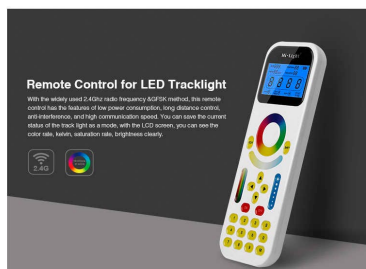 Mi-Light
Remote Control for LED Tracklight
With the widely used 2.4Ghz radio frequency &GFSK method, this remote
control has the features of low power consumption, long distance control,
anti-interference, and high communication speed. You can save the current
status of the track light as a mode, with the LCD screen, you can see the
color rate, kelvin, saturation rate, brightness clearly.
2.4G